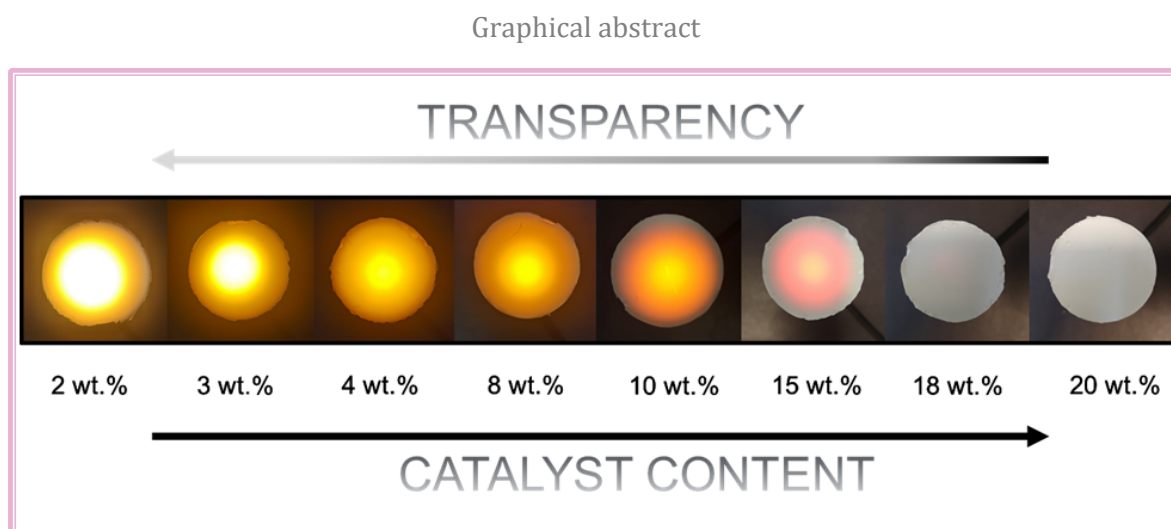 Graphical abstract
TRANSPARENCY
2 wt.% 3 wt.% 4 wt.% 8 wt.% 10 wt.% 15 wt.% 18 wt.% 20 wt.%
CATALYST CONTENT